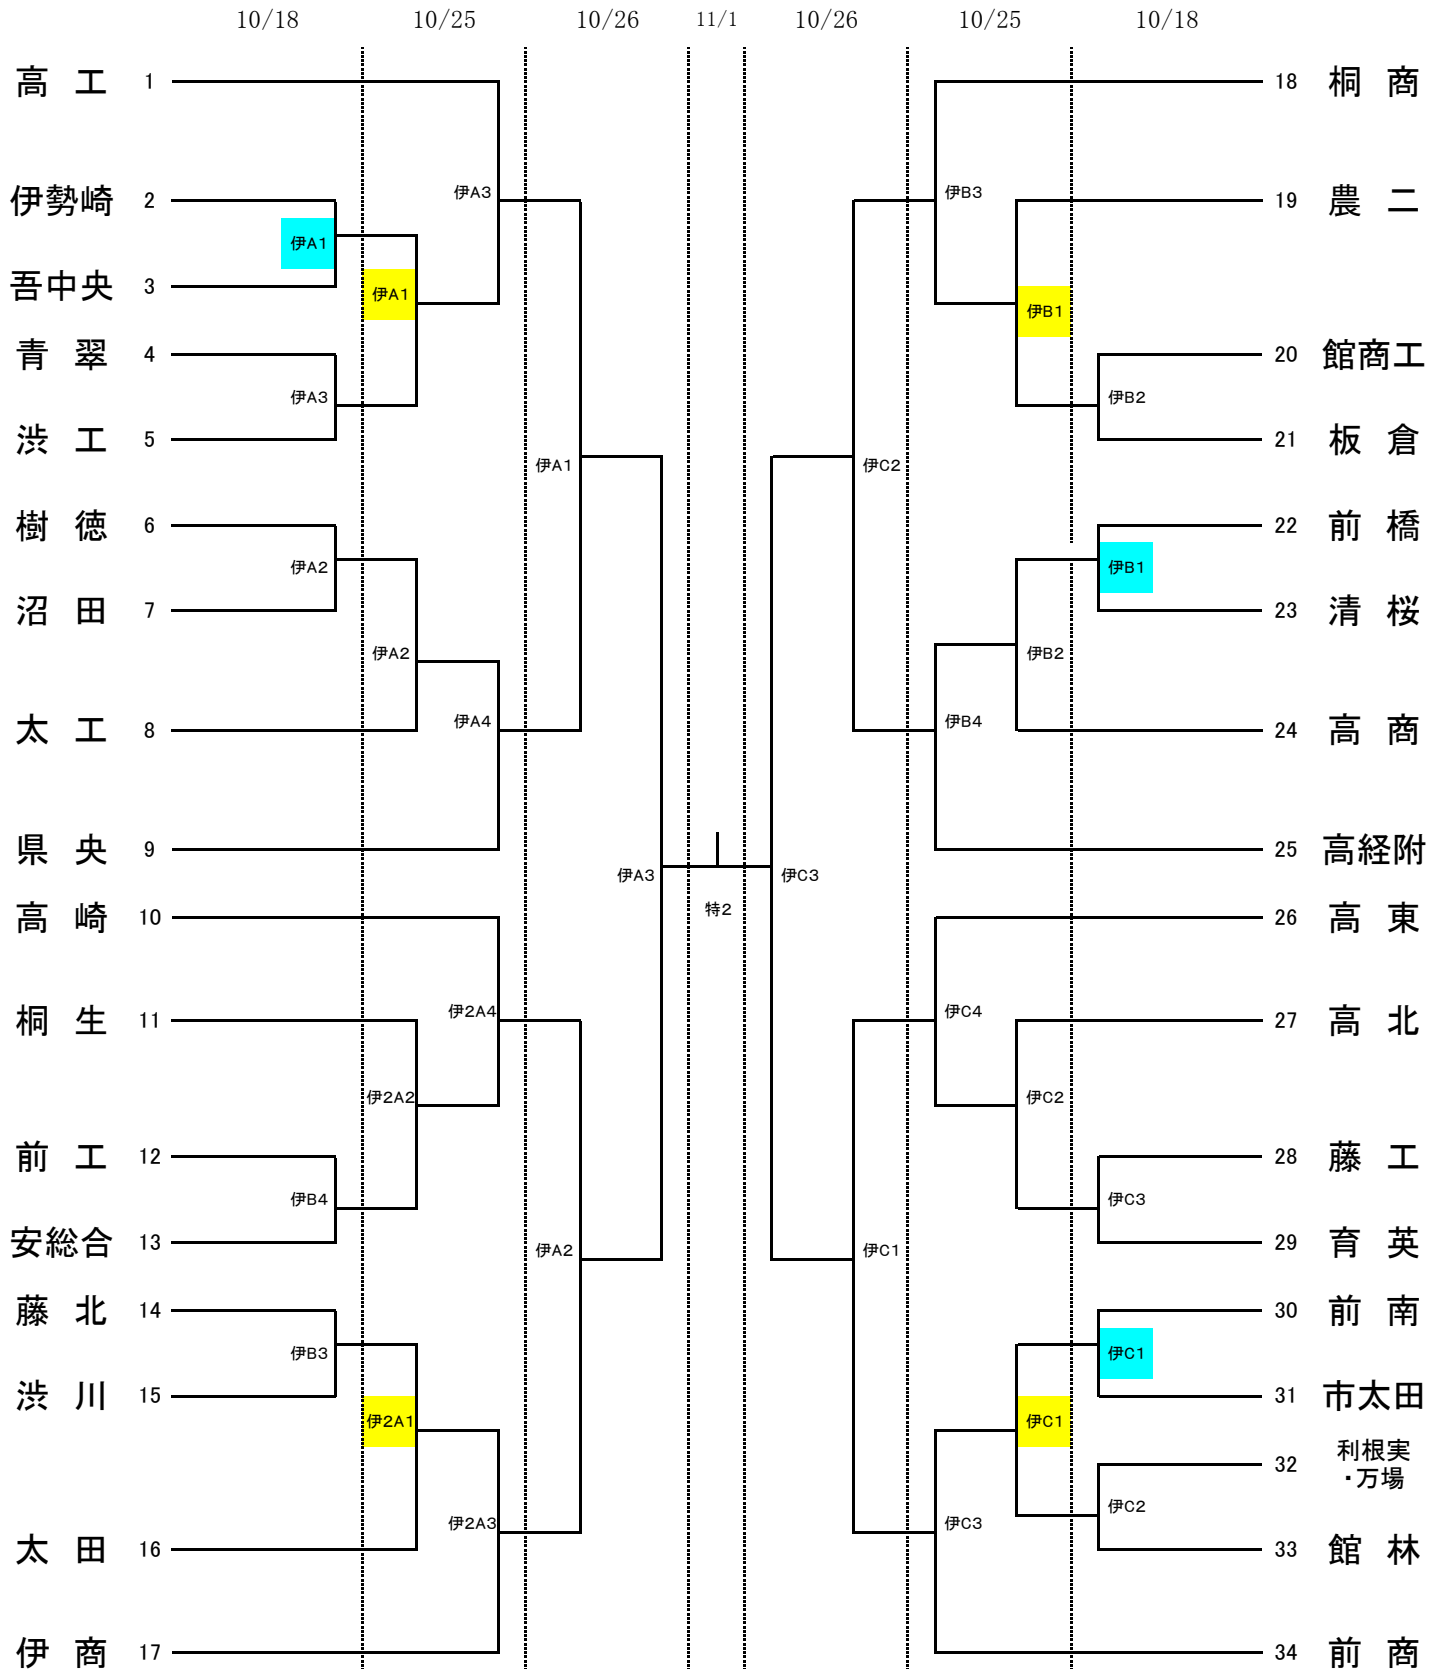 10/18 10/25 10/26 11/1 10/26 10/25 10/18
高工 1 18 桐商
伊A3 伊B3
伊勢崎 2 19 農二
伊A1
吾中央 3
伊A1 伊B1
青翠 4 20 館商工
伊A3 伊B2
渋工 5 21 板倉
伊A1 伊C2
樹徳 6 22 前橋
伊A2 伊B1
沼田 7 23 清桜
伊A2 伊B2
伊A4 伊B4
太工 8 24 高商
県央 9 25 高経附
伊A3 伊C3
特2
高崎 10 26 高東
伊2A4 伊C4
桐生 11 27 高北
伊2A2 伊C2
前工 12 28 藤工
伊B4 伊C3
安総合 13 29 育英
伊A2 伊C1
藤北 14 30 前南
伊B3 伊C1
渋川 15 31 市太田
伊2A1 伊C1
32 利根実
・万場
伊C2
伊2A3 伊C3
太田 16 33 館林
伊商 17 34 前商